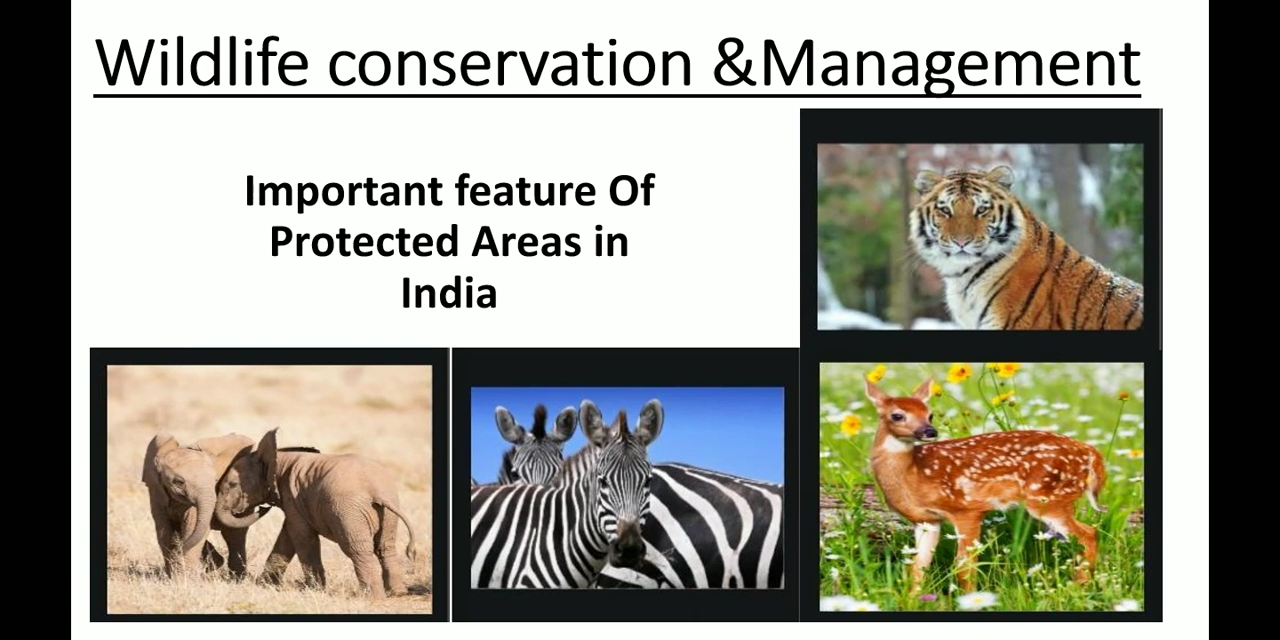 Wildlife conservation &Management
Important feature Of
Protected Areas in
India